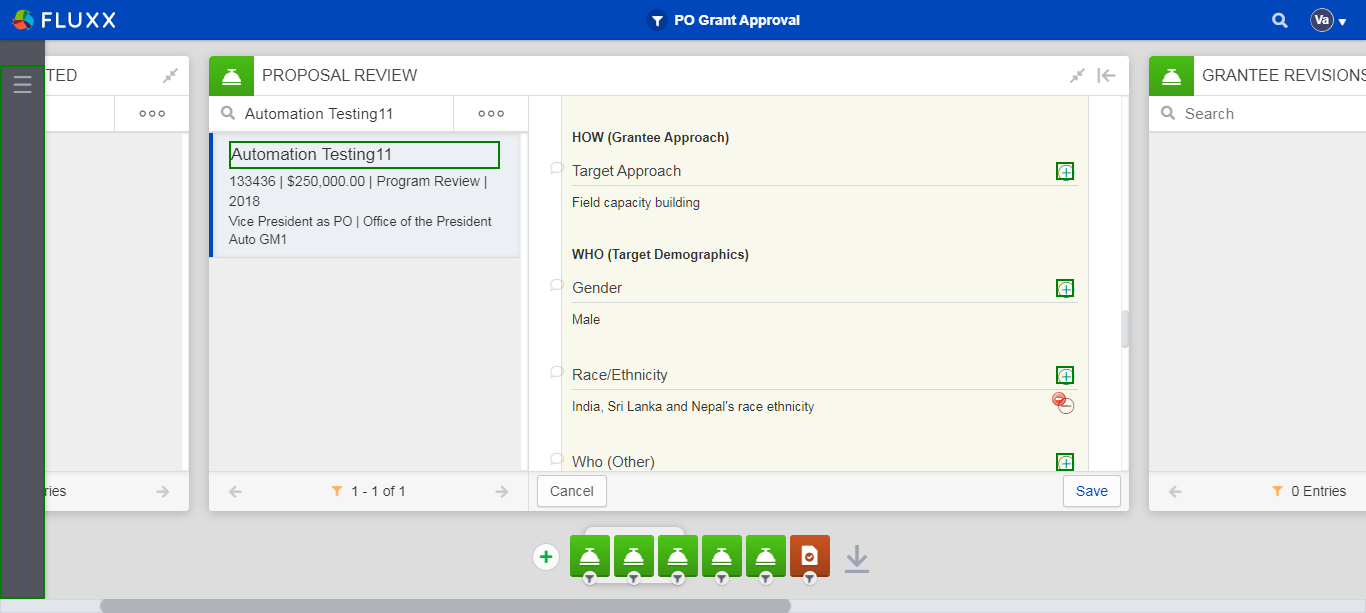 FLUXX
PO Grant Approval
Va
TED
PROPOSAL REVIEW
GRANTEE REVISIONS
Automation Testing11
Search
Automation Testing11
133436 | $250,000.00 | Program Review |
2018
Vice President as PO | Office of the President
Auto GM1
HOW (Grantee Approach)
Target Approach
Field capacity building
WHO (Target Demographics)
Gender
Male
Race/Ethnicity
India, Sri Lanka and Nepal's race ethnicity
Who (Other)
ries
1 - 1 of 1
Cancel
Save
0 Entries